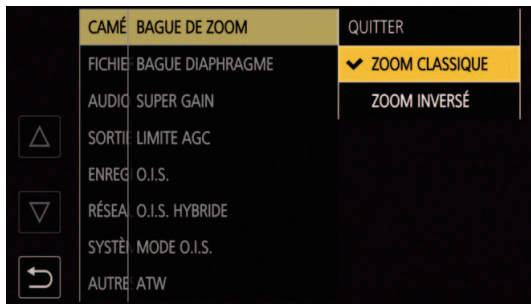 CAMÉ BAGUE DE ZOOM QUITTER
FICHIE BAGUE DIAPHRAGME ZOOM CLASSIQUE
AUDIO SUPER GAIN ZOOM INVERSÉ
SORTIE LIMITE AGC
ENREG O.I.S.
RÉSEA O.I.S. HYBRIDE
SYSTÈ MODE O.I.S.
AUTRE ATW